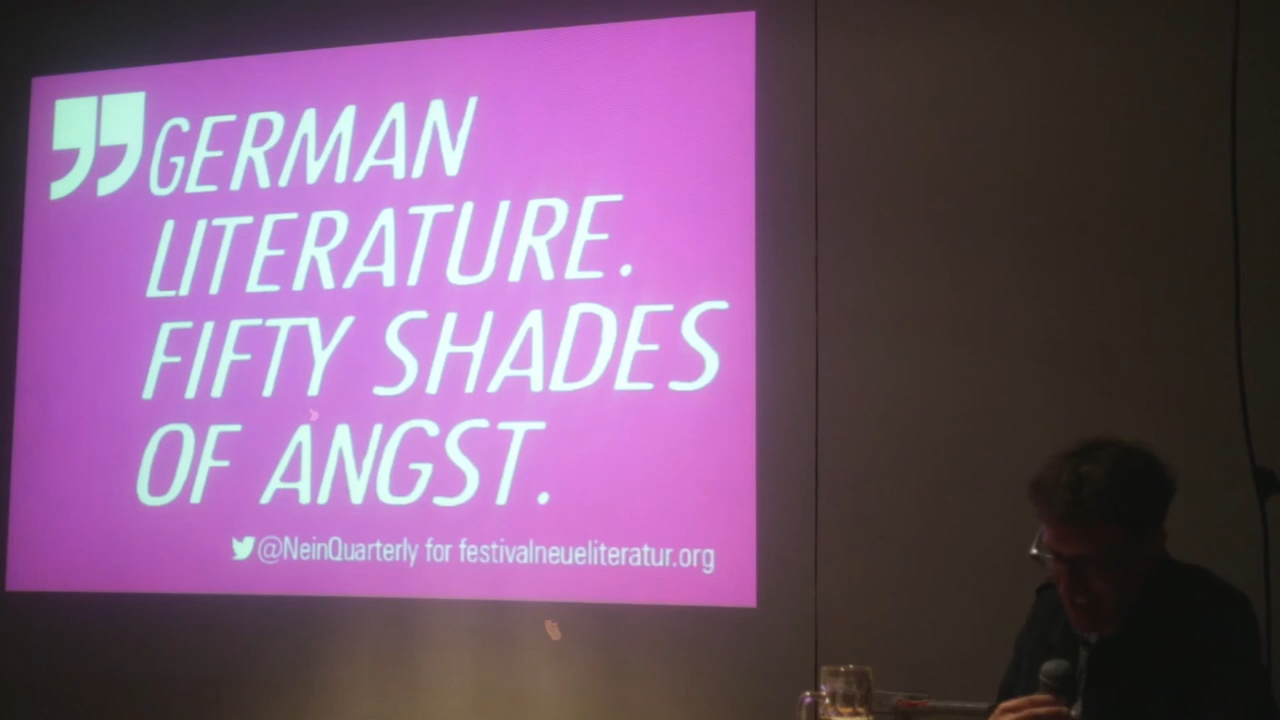 ” GERMAN
LITERATURE.
FIFTY SHADES
OF ANGST.
@NeinQuarterly for festivalneueliteratur.org